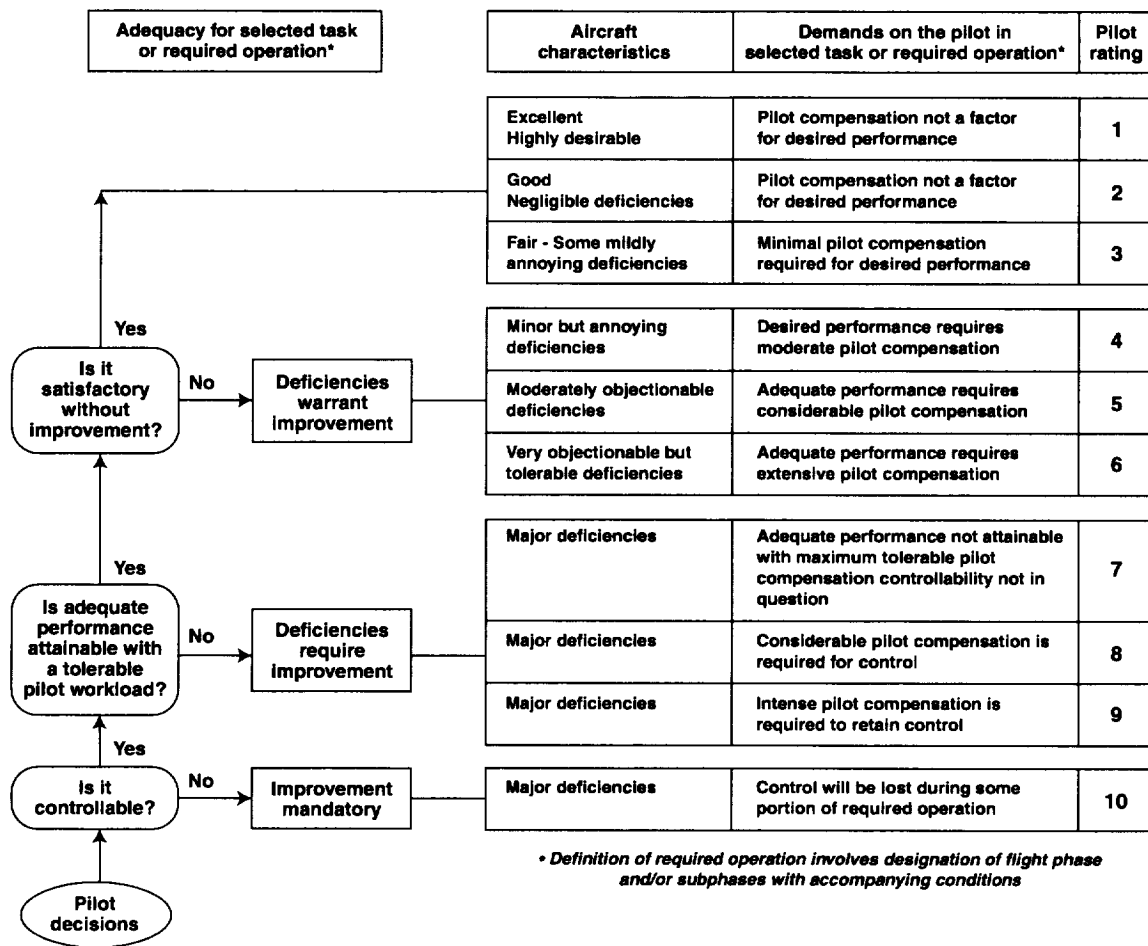 Adequacy for selected task
or required operation*
Aircraft
characteristics
Demands on the pilot in
selected task or required operation*
Pilot
rating
Excellent
Highly desirable
Pilot compensation not a factor
for desired performance
1
Good
Negligible deficiencies
Pilot compensation not a factor
for desired performance
2
Fair - Some mildly
annoying deficiencies
Minimal pilot compensation
required for desired performance
3
Yes
Is it
satisfactory
without
improvement?
No
Deficiencies
warrant
improvement
Minor but annoying
deficiencies
Desired performance requires
moderate pilot compensation
4
Moderately objectionable
deficiencies
Adequate performance requires
considerable pilot compensation
5
Very objectionable but
tolerable deficiencies
Adequate performance requires
extensive pilot compensation
6
Yes
Is adequate
performance
attainable with
a tolerable
pilot workload?
No
Deficiencies
require
improvement
Major deficiencies
Adequate performance not attainable
with maximum tolerable pilot
compensation controllability not in
question
7
Major deficiencies
Considerable pilot compensation is
required for control
8
Major deficiencies
Intense pilot compensation is
required to retain control
9
Yes
Is it
controllable?
No
Improvement
mandatory
Major deficiencies
Control will be lost during some
portion of required operation
10
Pilot
decisions
* Definition of required operation involves designation of flight phase
and/or subphases with accompanying conditions